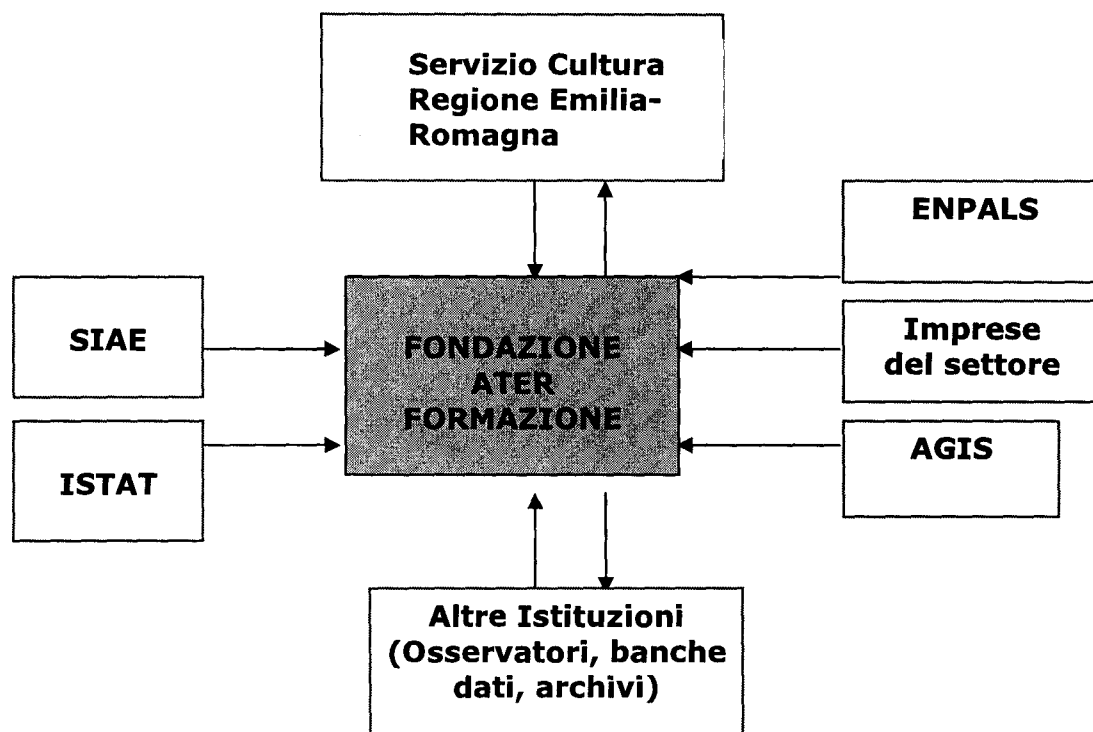 Servizio Cultura
Regione Emilia-
Romagna
ENPALS
SIAE
FONDAZIONE
ATER
FORMAZIONE
Imprese
del settore
ISTAT
AGIS
Altre Istituzioni
(Osservatori, banche
dati, archivi)